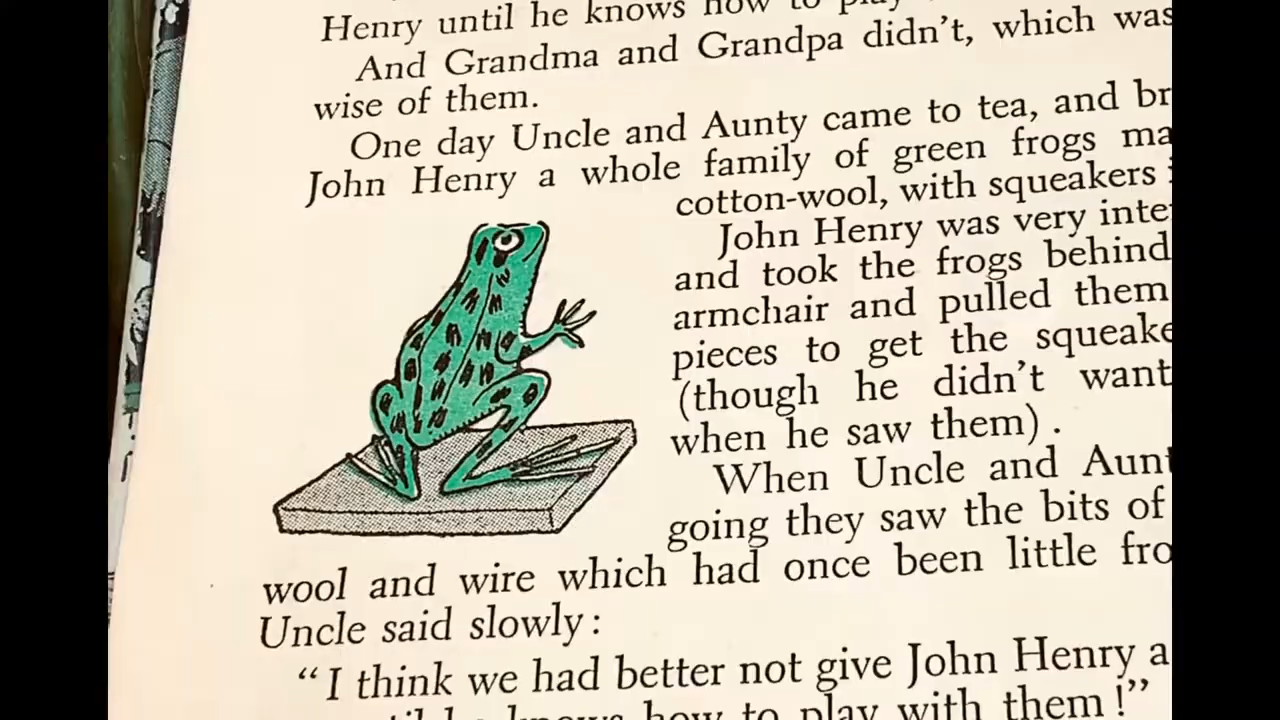 Henry until he knows how to play
And Grandma and Grandpa didn't, which was
wise of them.
One day Uncle and Aunty came to tea, and br
John Henry a whole family of green frogs ma
cotton-wool, with squeakers
John Henry was very inte
and took the frogs behind
armchair and pulled them
pieces to get the squeake
(though he didn't want
when he saw them).
When Uncle and Aunt
going they saw the bits of
wool and wire which had once been little fro
Uncle said slowly:
"I think we had better not give John Henry a
knows how to play with them!"